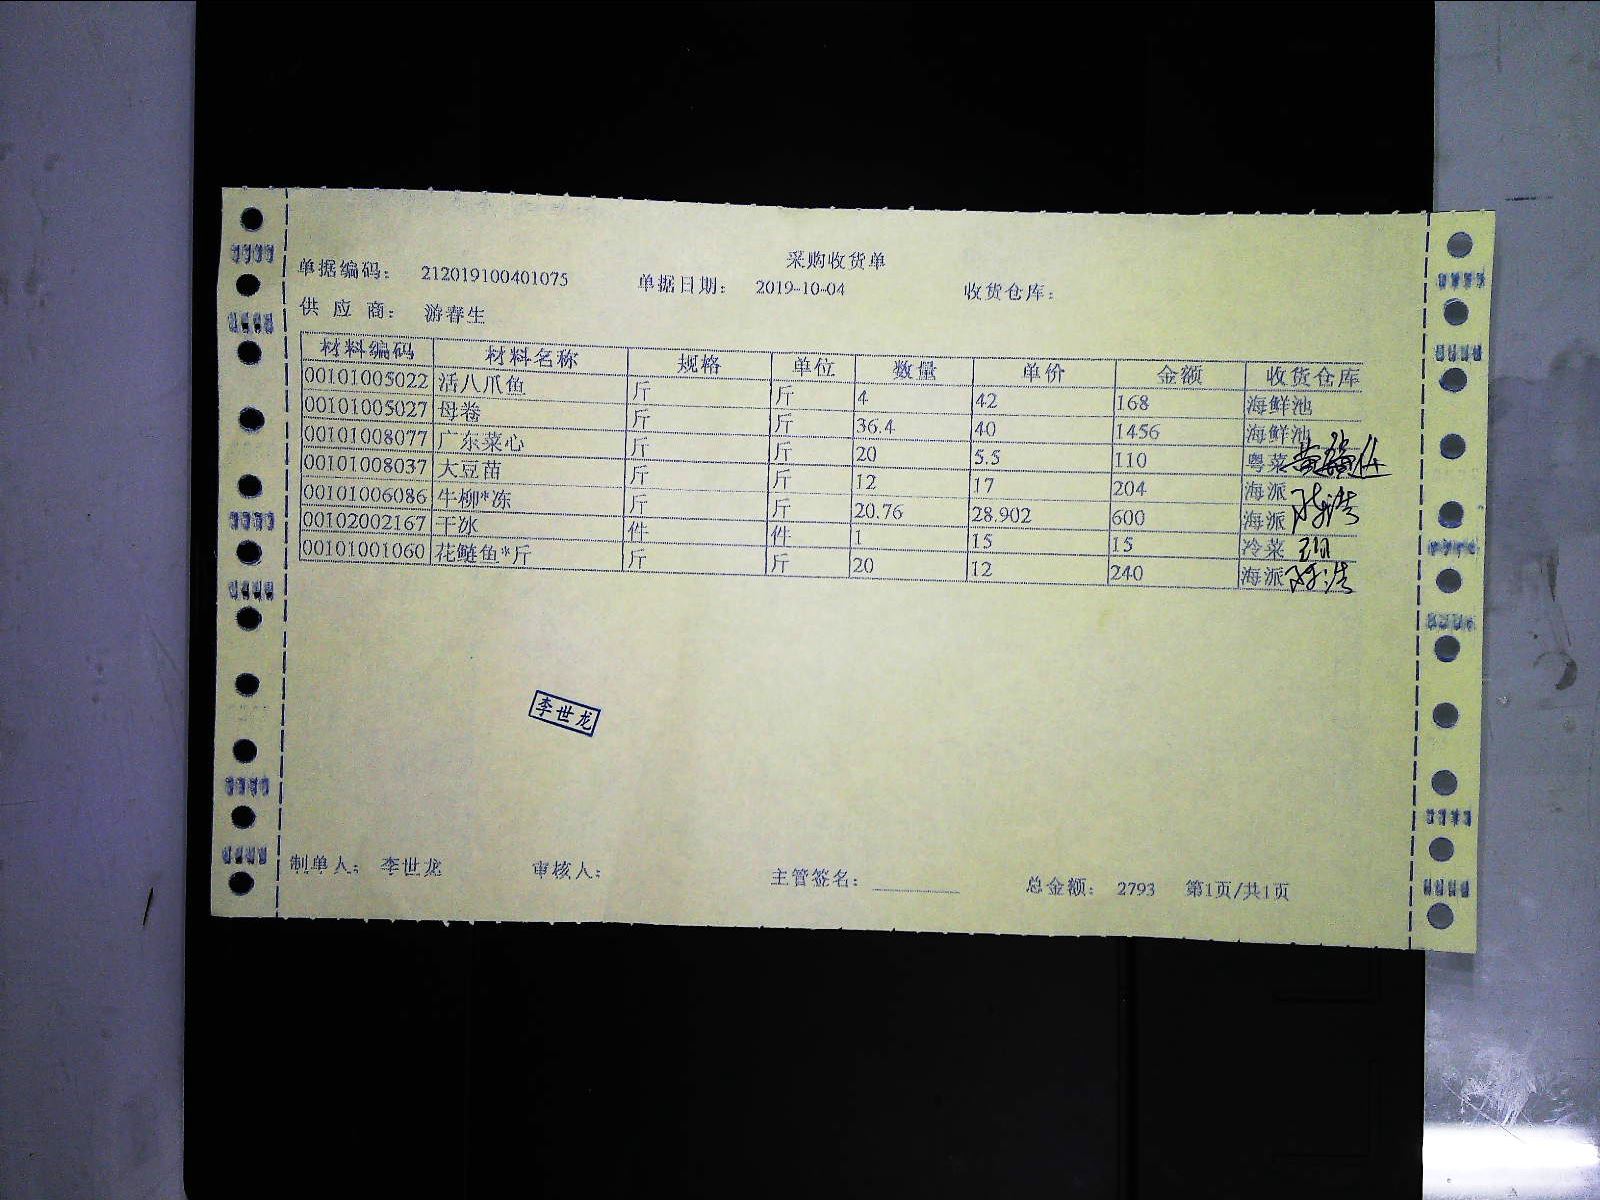 采购收货单
单据编码： 212019100401075 单据日期： 2019-10-04 收货仓库：
供 应 商： 游春生
材料编码 材料名称 规格 单位 数量 单价 金额 收货仓库
00101005022 活八爪鱼 斤 斤 4 42 168 海鲜池
00101005027 母卷 斤 斤 36.4 40 1456 海鲜池
00101008077 广东菜心 斤 斤 20 5.5 110 粤菜
00101008037 大豆苗 斤 斤 12 17 204 海派
00101006086 牛柳*冻 斤 斤 20.76 28.902 600 海派
00102002167 干冰 件 件 1 15 15 冷菜
00101001060 花鲢鱼*斤 斤 斤 20 12 240 海派
李世龙
制单人： 李世龙 审核人： 主管签名： 总金额： 2793 第1页/共1页